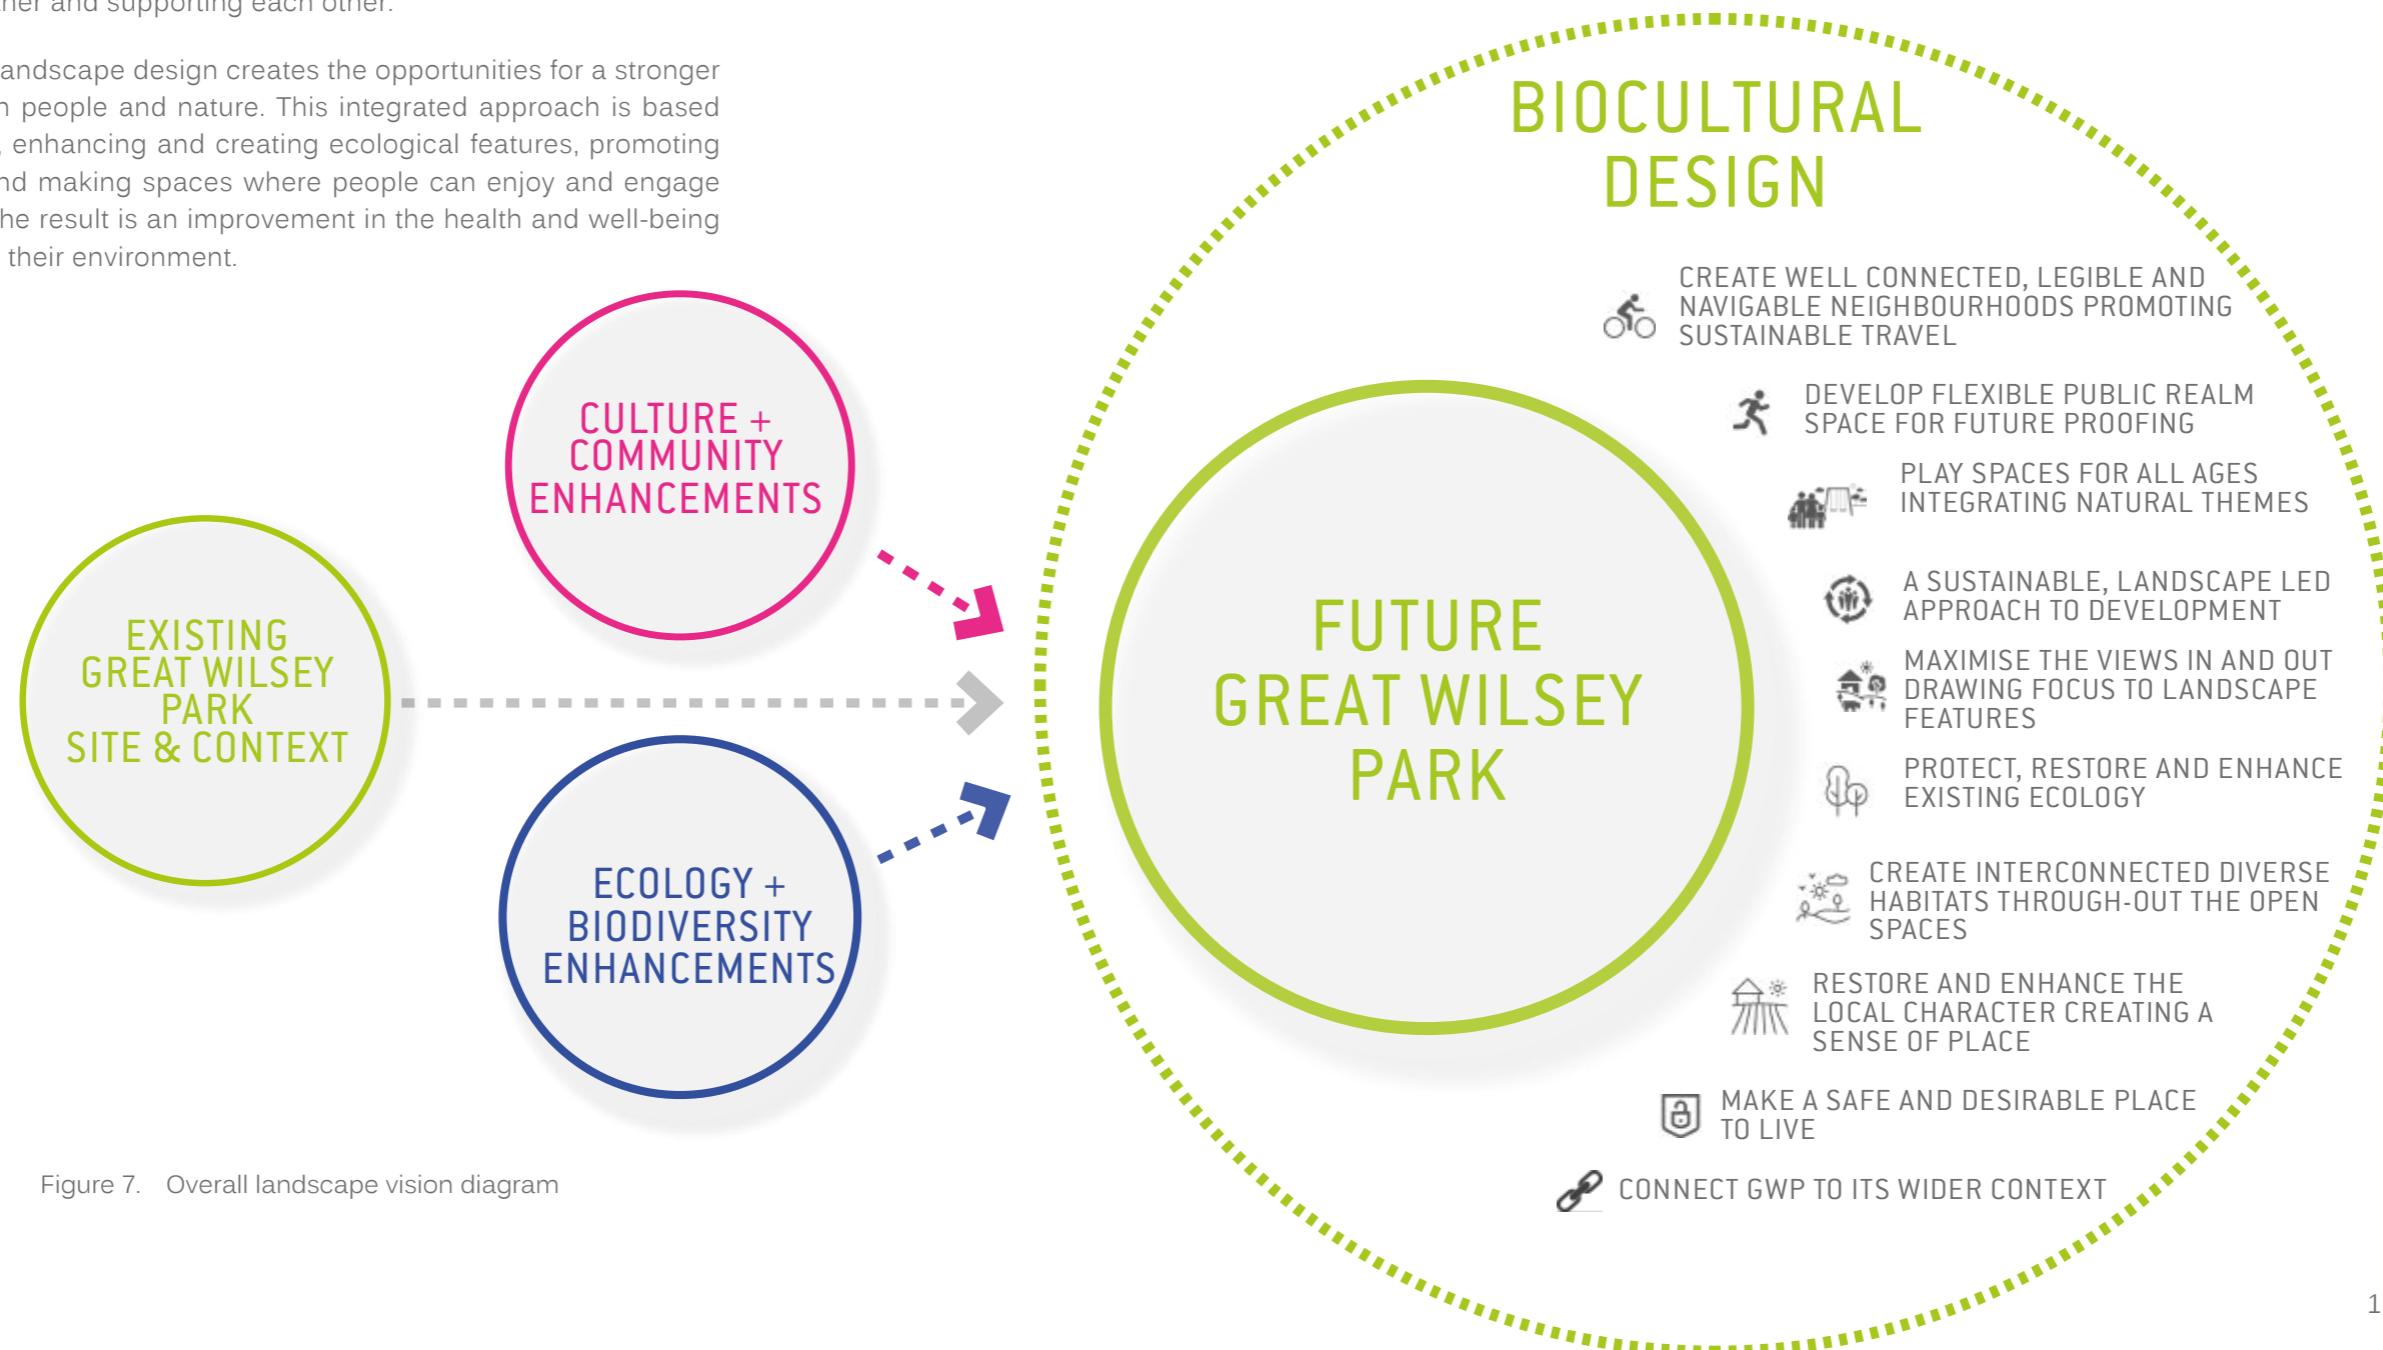 and supporting each other.
landscape design creates the opportunities for a stronger
people and nature. This integrated approach is based
enhancing and creating ecological features, promoting
making spaces where people can enjoy and engage
he result is an improvement in the health and well-being
their environment.
BIOCULTURAL
DESIGN
CREATE WELL CONNECTED, LEGIBLE AND
NAVIGABLE NEIGHBOURHOODS PROMOTING
SUSTAINABLE TRAVEL
DEVELOP FLEXIBLE PUBLIC REALM
SPACE FOR FUTURE PROOFING
PLAY SPACES FOR ALL AGES
INTEGRATING NATURAL THEMES
A SUSTAINABLE, LANDSCAPE LED
APPROACH TO DEVELOPMENT
MAXIMISE THE VIEWS IN AND OUT
DRAWING FOCUS TO LANDSCAPE
FEATURES
PROTECT, RESTORE AND ENHANCE
EXISTING ECOLOGY
CREATE INTERCONNECTED DIVERSE
HABITATS THROUGH-OUT THE OPEN
SPACES
RESTORE AND ENHANCE THE
LOCAL CHARACTER CREATING A
SENSE OF PLACE
MAKE A SAFE AND DESIRABLE PLACE
TO LIVE
CONNECT GWP TO ITS WIDER CONTEXT
CULTURE +
COMMUNITY
ENHANCEMENTS
EXISTING
GREAT WILSEY
PARK
SITE & CONTEXT
FUTURE
GREAT WILSEY
PARK
ECOLOGY +
BIODIVERSITY
ENHANCEMENTS
Figure 7. Overall landscape vision diagram
1